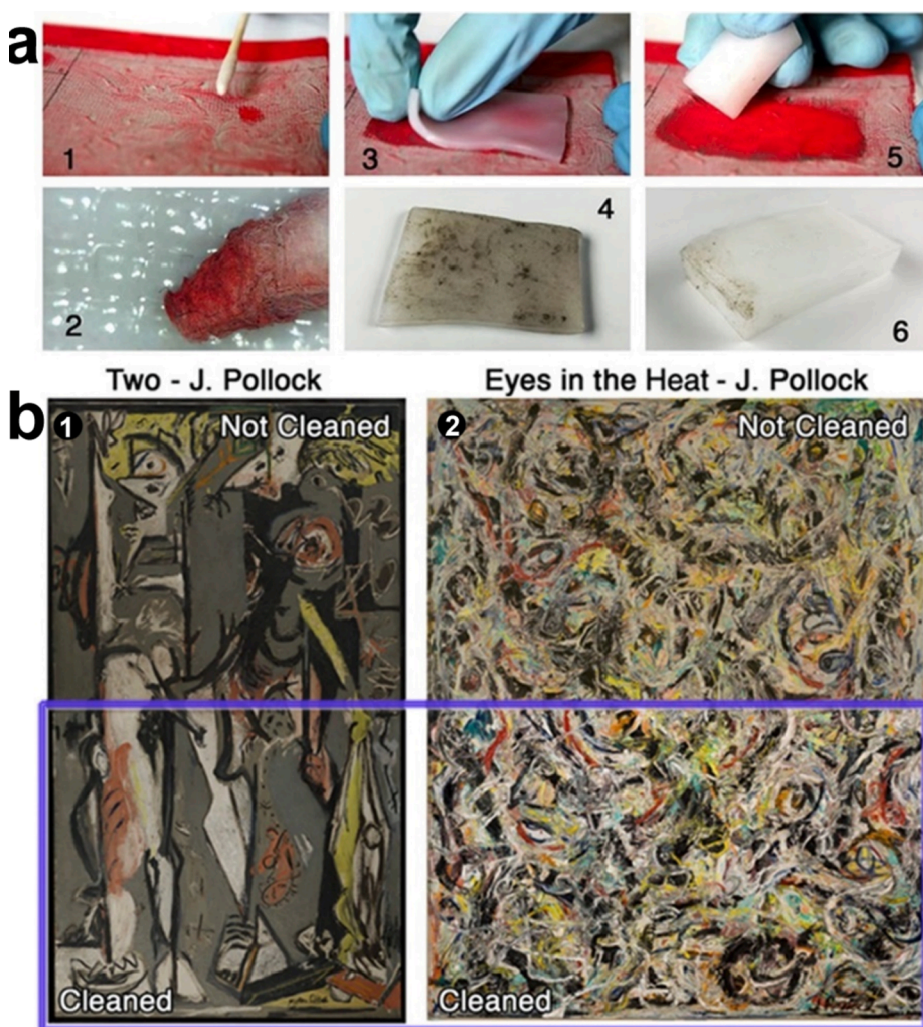 a
1
3
5
2
4
6
Two - J. Pollock
Eyes in the Heat - J. Pollock
b
1
Not Cleaned
2
Not Cleaned
Cleaned
Cleaned